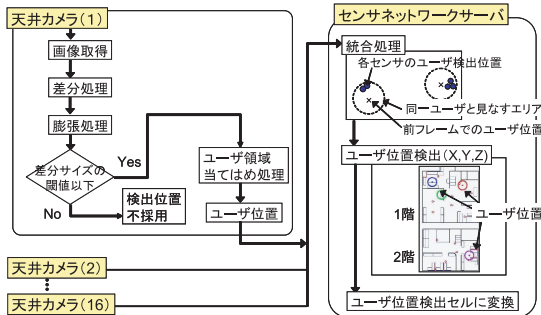 天井カメラ(1)
画像取得
差分処理
膨張処理
差分サイズの
閾値以下
Yes
No
検出位置
不採用
ユーザ領域
当てはめ処理
ユーザ位置
天井カメラ(2)
天井カメラ(16)
センサネットワークサーバ
統合処理
各センサのユーザ検出位置
同一ユーザと見なすエリア
前フレームでのユーザ位置
ユーザ位置検出(X,Y,Z)
1階
ユーザ位置
2階
ユーザ位置検出セルに変換